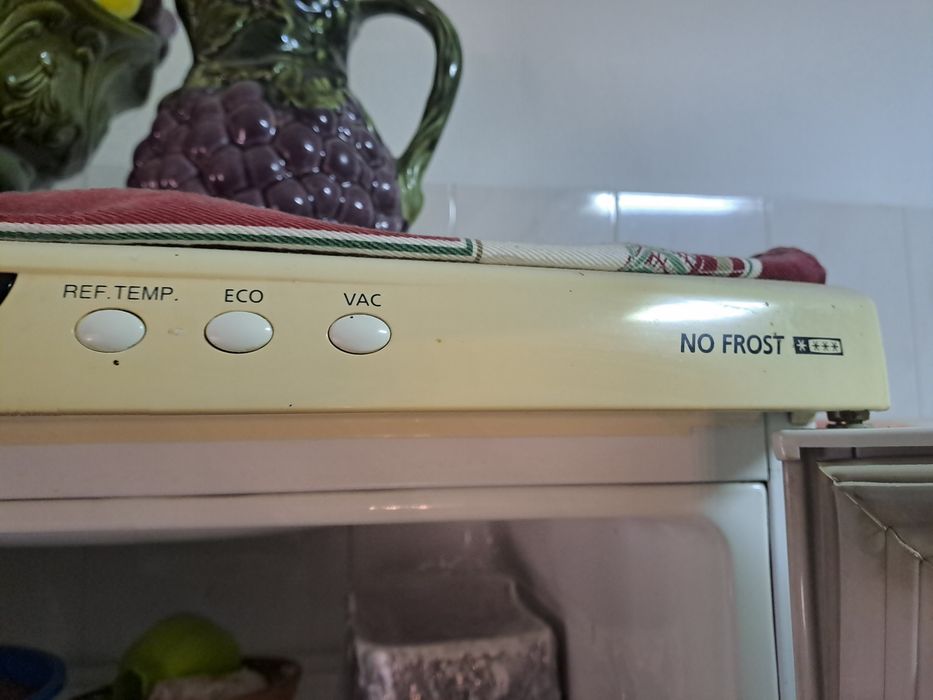 REF.TEMP.
ECO
VAC
NO FROST